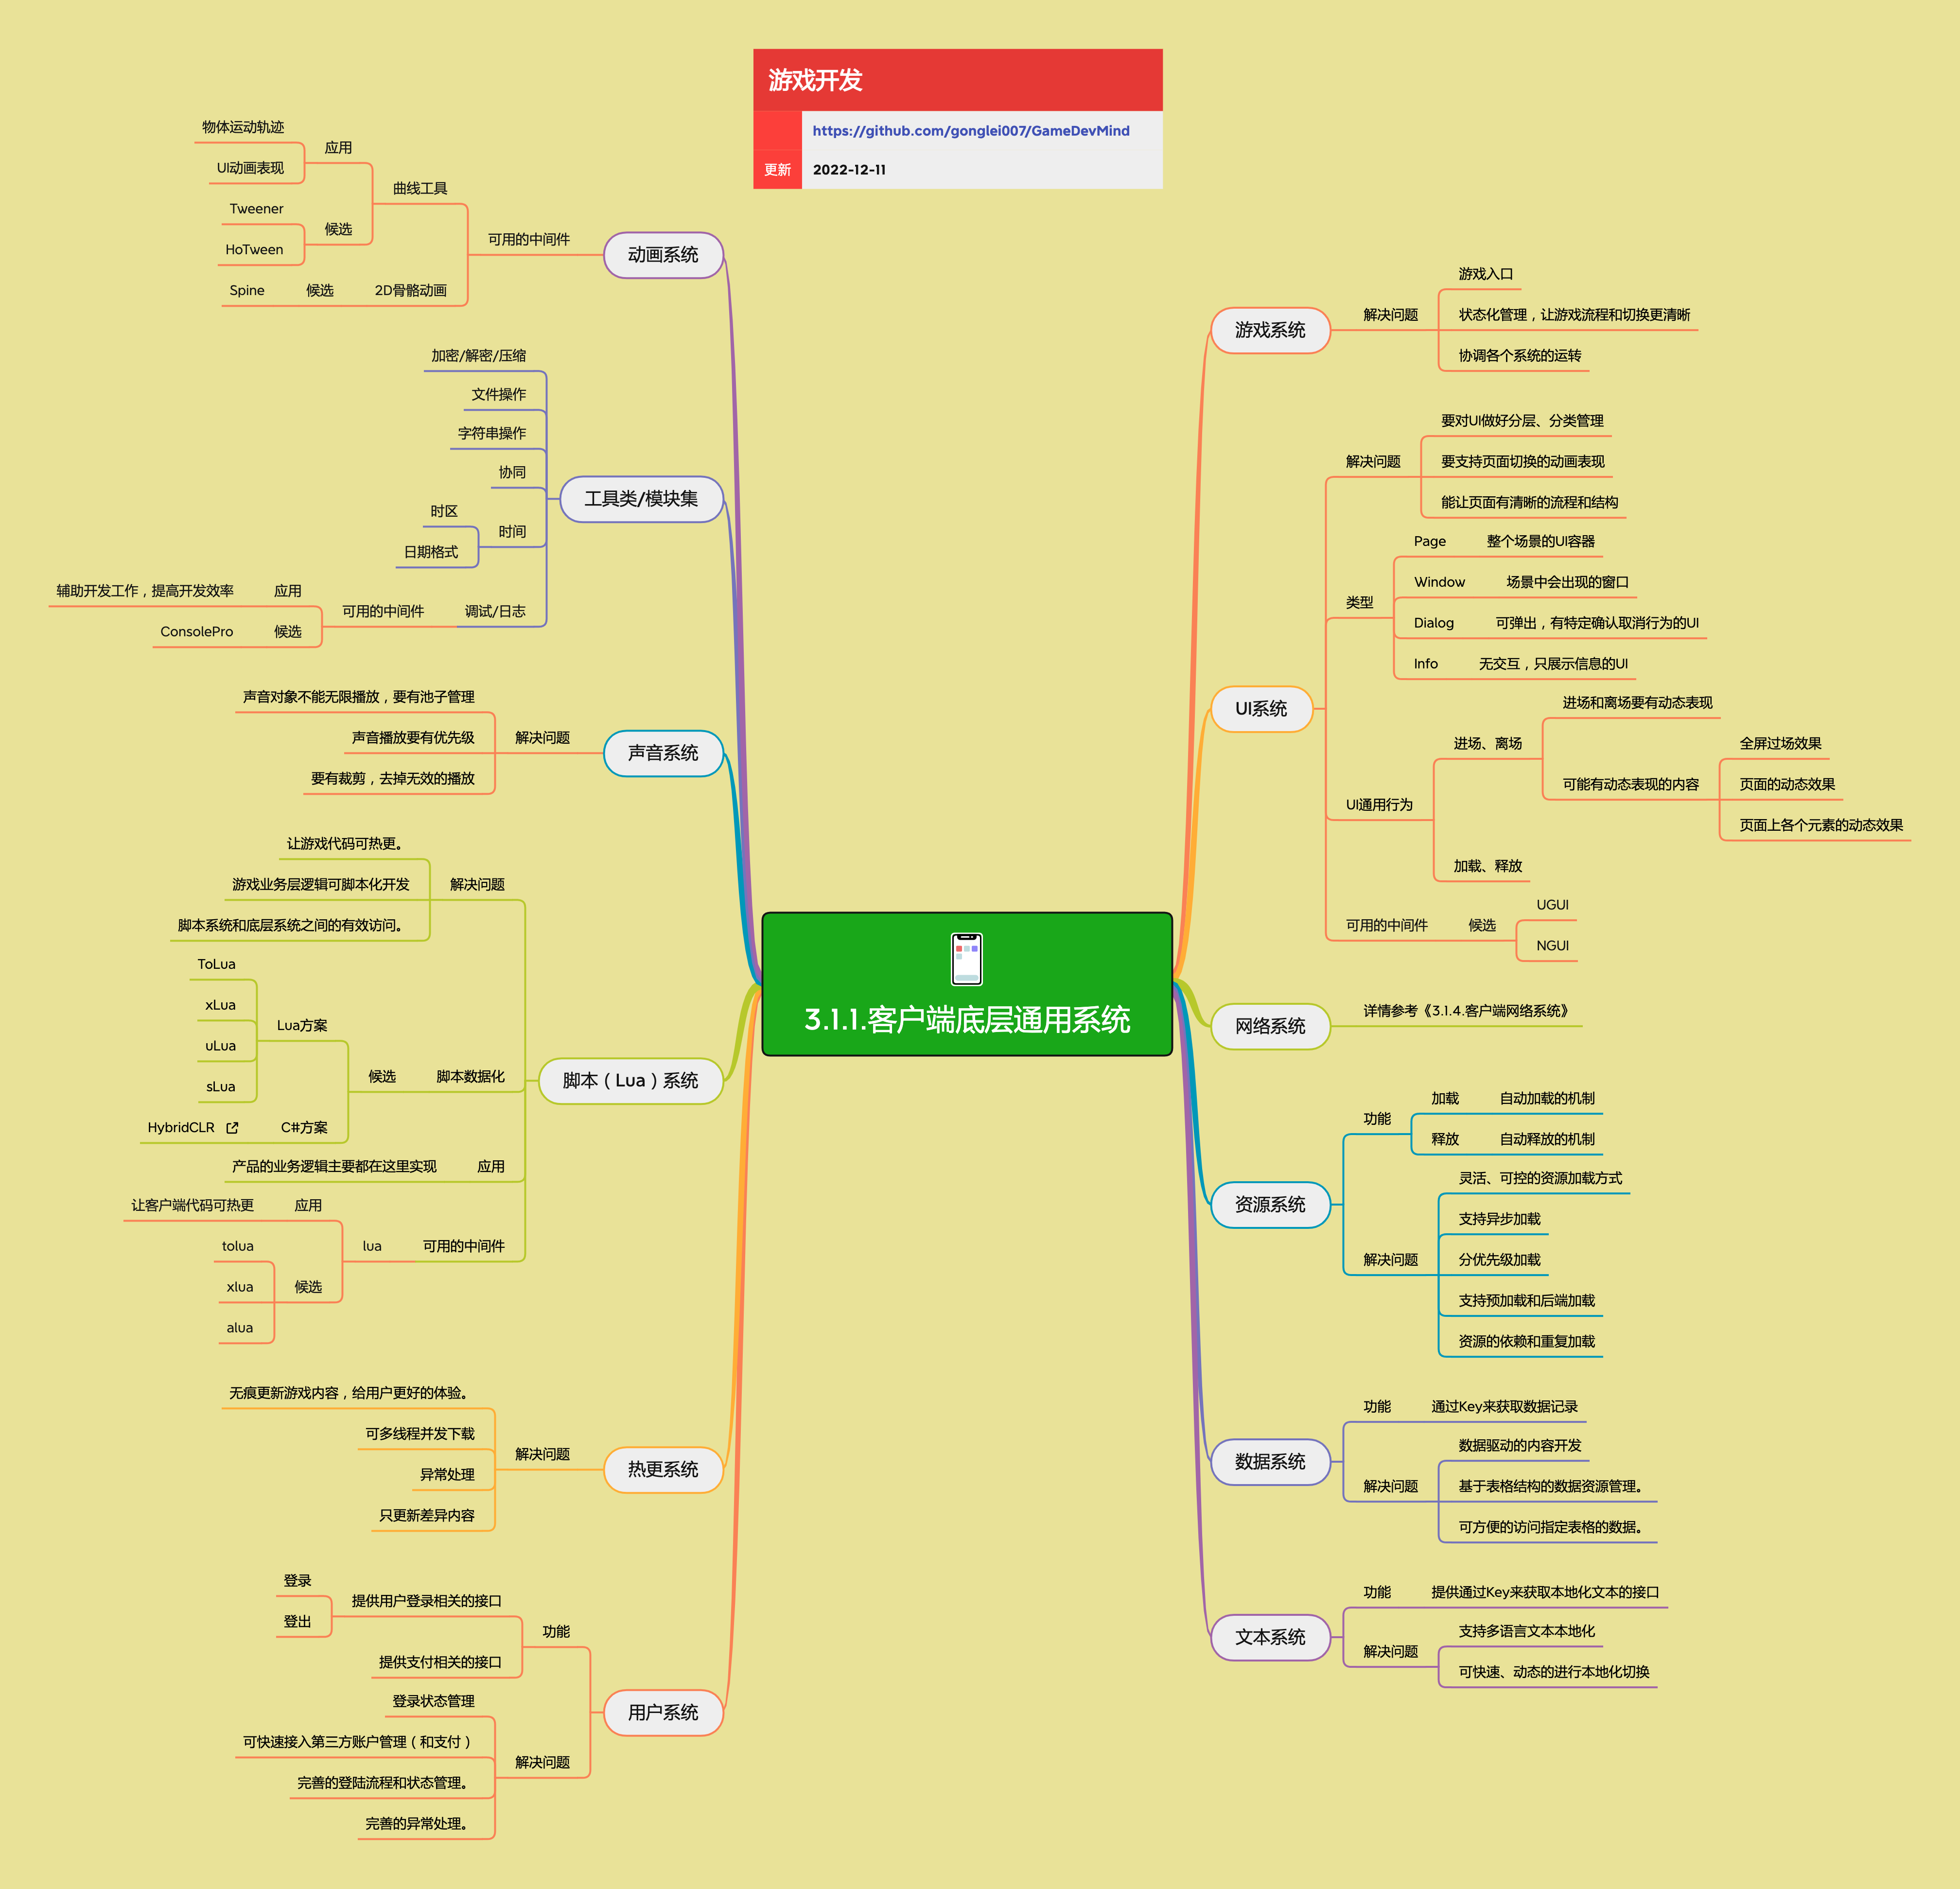 游戏开发
https://github.com/gonglei007/GameDevMind
更新 2022-12-11
3.1.1.客户端底层通用系统
游戏系统
解决问题
游戏入口
状态化管理，让游戏流程和切换更清晰
协调各个系统的运转
UI系统
解决问题
要对UI做好分层、分类管理
要支持页面切换的动画表现
能让页面有清晰的流程和结构
类型
Page 整个场景的UI容器
Window 场景中会出现的窗口
Dialog 可弹出，有特定确认取消行为的UI
Info 无交互，只展示信息的UI
UI通用行为
进场、离场
进场和离场要有动态表现
可能有动态表现的内容
全屏过场效果
页面的动态效果
页面上各个元素的动态效果
加载、释放
可用的中间件 候选
UGUI
NGUI
网络系统
详情参考《3.1.4.客户端网络系统》
资源系统
功能
加载 自动加载的机制
释放 自动释放的机制
解决问题
灵活、可控的资源加载方式
支持异步加载
分优先级加载
支持预加载和后端加载
资源的依赖和重复加载
数据系统
功能 通过Key来获取数据记录
解决问题
数据驱动的内容开发
基于表格结构的数据资源管理。
可方便的访问指定表格的数据。
文本系统
功能 提供通过Key来获取本地化文本的接口
解决问题
支持多语言文本本地化
可快速、动态的进行本地化切换
动画系统
可用的中间件
曲线工具
应用
物体运动轨迹
UI动画表现
候选
Tweener
HoTween
2D骨骼动画 候选 Spine
工具类/模块集
加密/解密/压缩
文件操作
字符串操作
协同
时间
时区
日期格式
调试/日志 可用的中间件
应用 辅助开发工作，提高开发效率
候选 ConsolePro
声音系统
解决问题
声音对象不能无限播放，要有池子管理
声音播放要有优先级
要有裁剪，去掉无效的播放
脚本（Lua）系统
解决问题
让游戏代码可热更。
游戏业务层逻辑可脚本化开发
脚本系统和底层系统之间的有效访问。
脚本数据化 候选
Lua方案
ToLua
xLua
uLua
sLua
C#方案 HybridCLR
应用 产品的业务逻辑主要都在这里实现
可用的中间件 lua
应用 让客户端代码可热更
候选
tolua
xlua
alua
热更系统
解决问题
无痕更新游戏内容，给用户更好的体验。
可多线程并发下载
异常处理
只更新差异内容
用户系统
功能
提供用户登录相关的接口
登录
登出
提供支付相关的接口
解决问题
登录状态管理
可快速接入第三方账户管理（和支付）
完善的登陆流程和状态管理。
完善的异常处理。